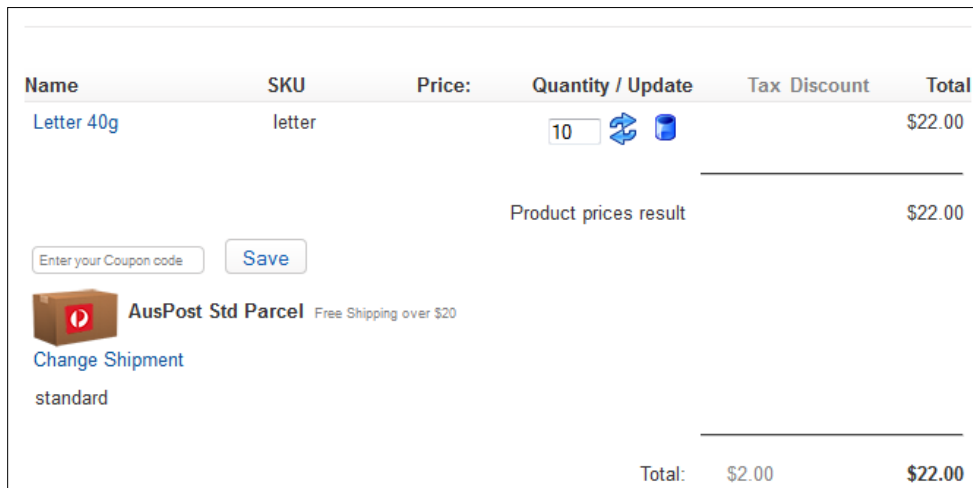 Name SKU Price: Quantity / Update Tax Discount Total
Letter 40g letter 10 $22.00
Product prices result $22.00
Enter your Coupon code Save
AusPost Std Parcel Free Shipping over $20
Change Shipment
standard
Total: $2.00 $22.00